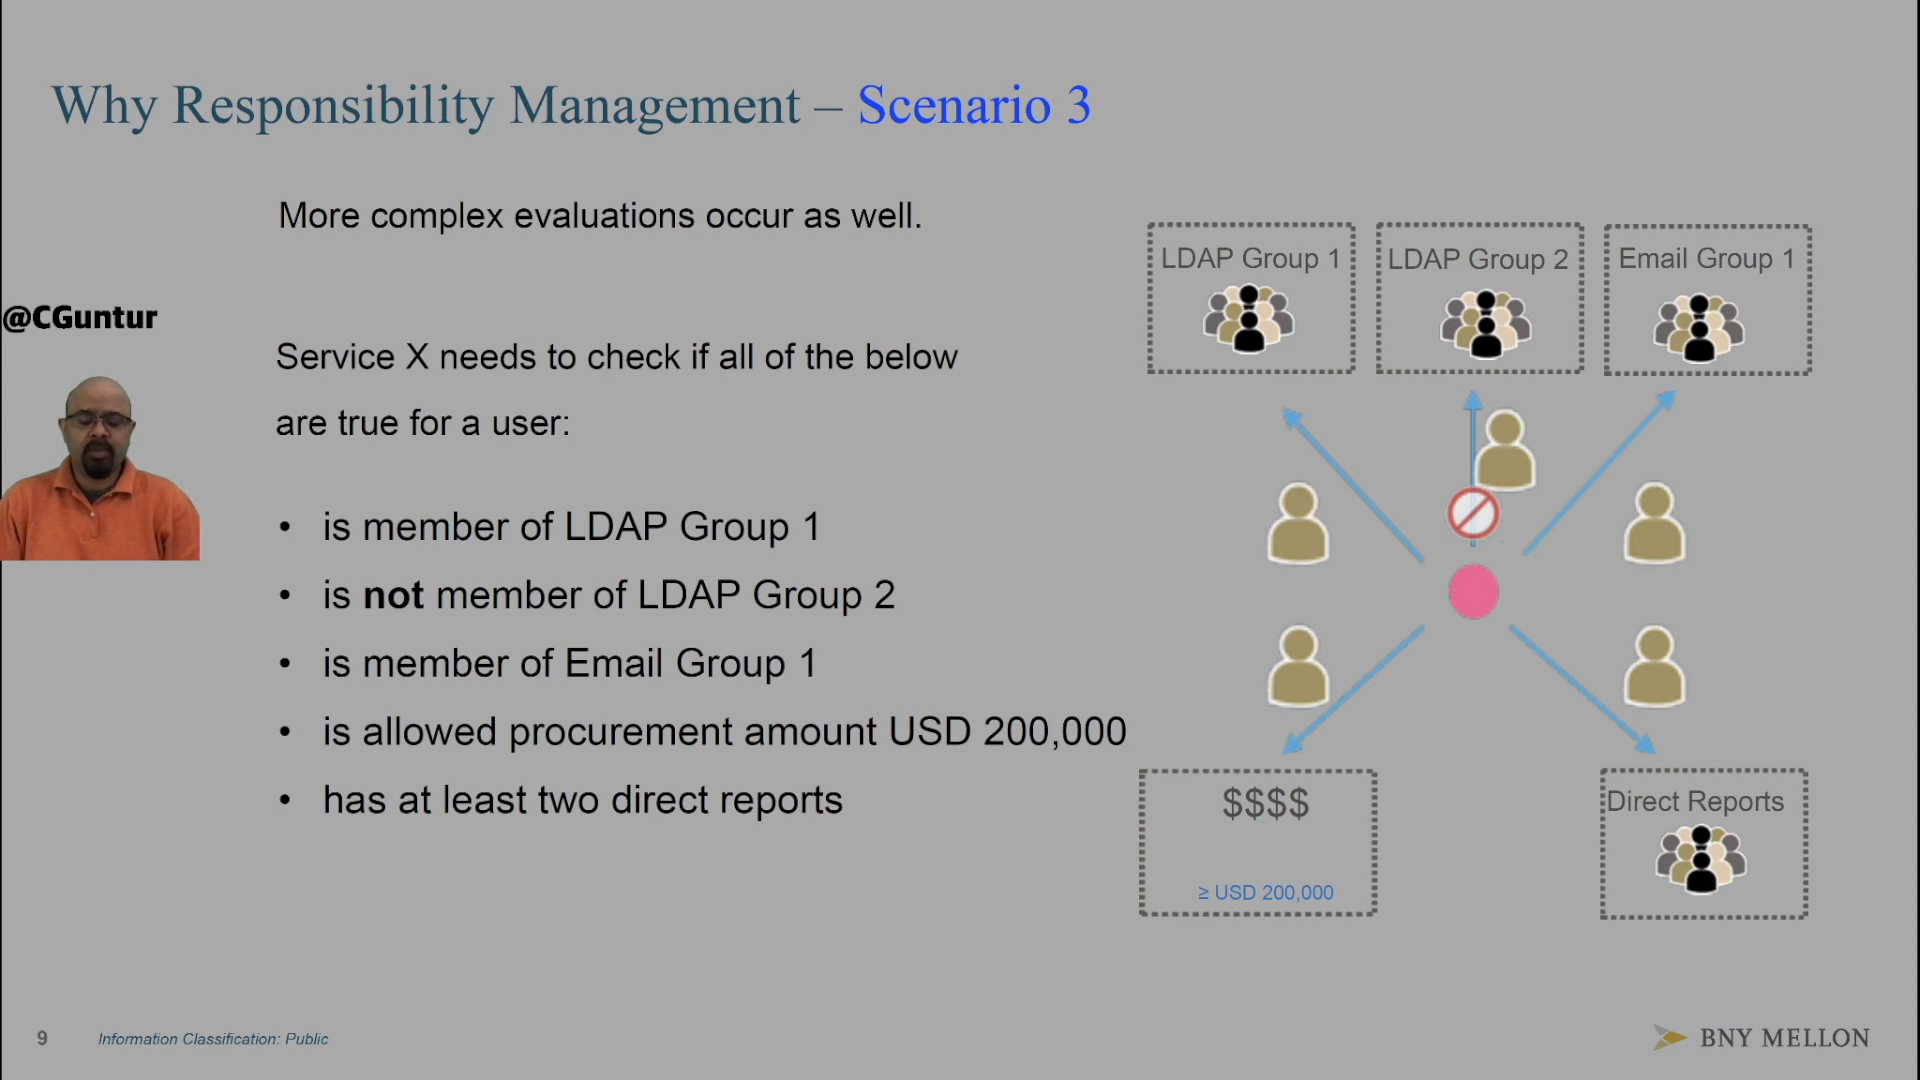 Why Responsibility Management – Scenario 3
More complex evaluations occur as well.
@CGuntur
Service X needs to check if all of the below
are true for a user:
• is member of LDAP Group 1
• is not member of LDAP Group 2
• is member of Email Group 1
• is allowed procurement amount USD 200,000
• has at least two direct reports
LDAP Group 1
LDAP Group 2
Email Group 1
$$$$
≥ USD 200,000
Direct Reports
9
Information Classification: Public
BNY MELLON